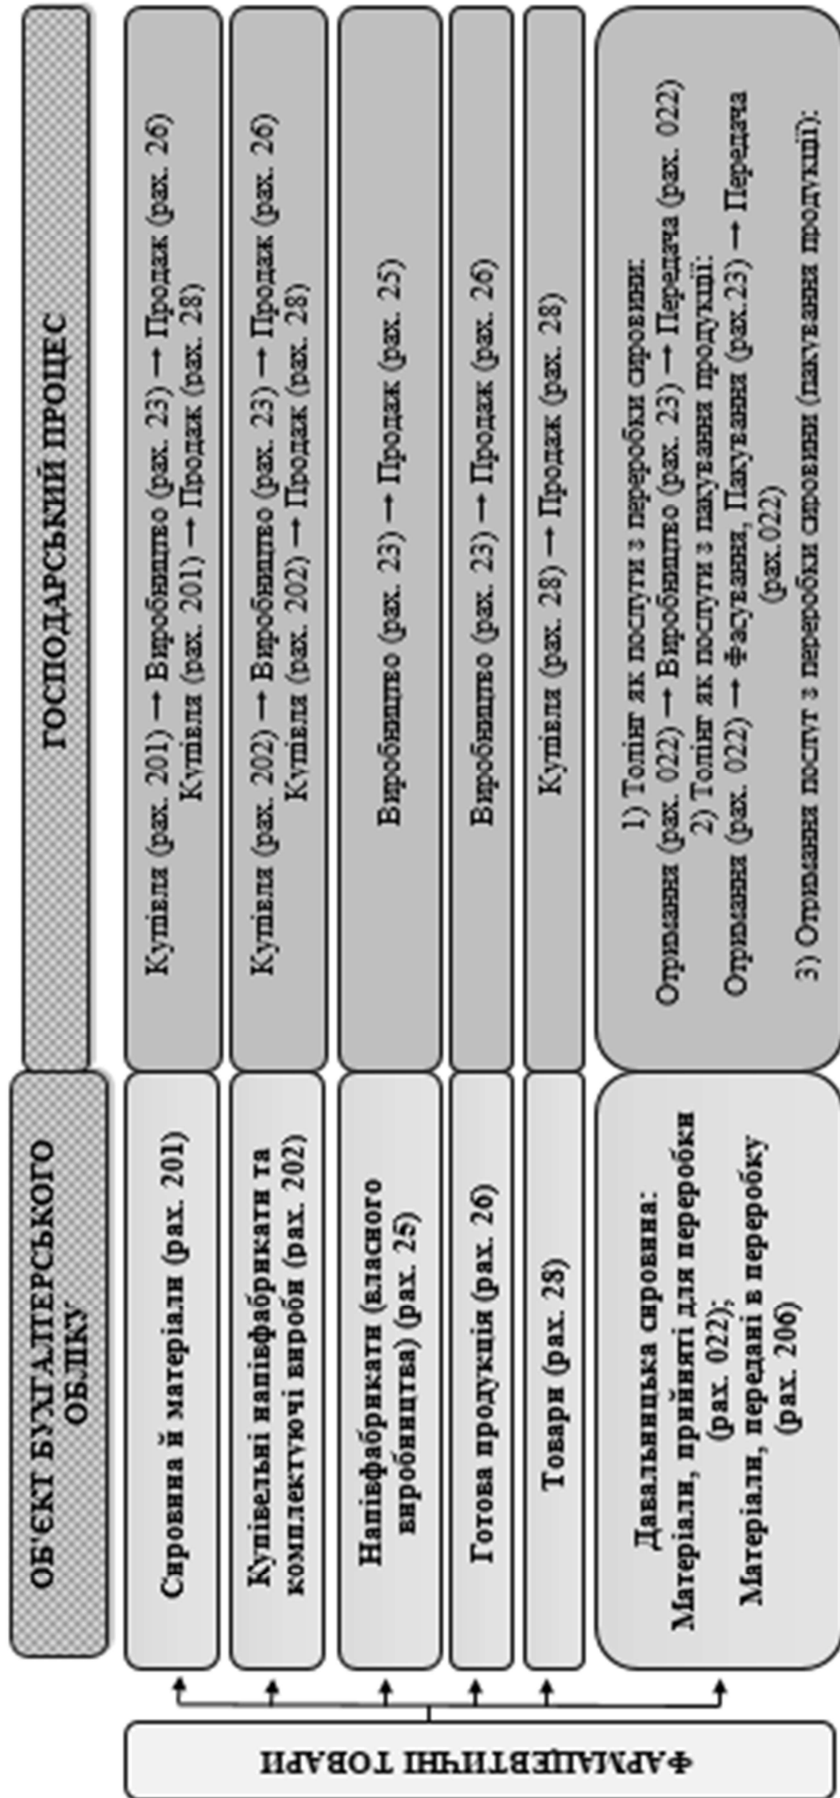 ФАРМАЦЕВТИЧНІ ТОВАРИ
ОБ'ЄКТ БУХГАЛТЕРСЬКОГО
ОБЛІКУ
ГОСПОДАРСЬКИЙ ПРОЦЕС
Сировина й матеріали (рах. 201)
Купівля (рах. 201) → Виробництво (рах. 23) → Продаж (рах. 26)
Купівля (рах. 201) → Продаж (рах. 28)
Купівельні напівфабрикати та
комплектуючі вироби (рах. 202)
Купівля (рах. 202) → Виробництво (рах. 23) → Продаж (рах. 26)
Купівля (рах. 202) → Продаж (рах. 28)
Напівфабрикати (власного
виробництва) (рах. 25)
Виробництво (рах. 23) → Продаж (рах. 25)
Готова продукція (рах. 26)
Виробництво (рах. 23) → Продаж (рах. 26)
Товари (рах. 28)
Купівля (рах. 28) → Продаж (рах. 28)
Давальницька сировина:
Матеріали, прийняті для переробки
(рах. 022);
Матеріали, передані в переробку
(рах. 206)
1) Толінг як послуги з переробки сировини:
Отримання (рах. 022) → Виробництво (рах. 23) → Передача (рах. 022)
2) Толінг як послуги з пакування продукції:
Отримання (рах. 022) → Фасування, Пакування (рах.23) → Передача
(рах.022)
3) Отримання послуг з переробки сировини (пакування продукції):